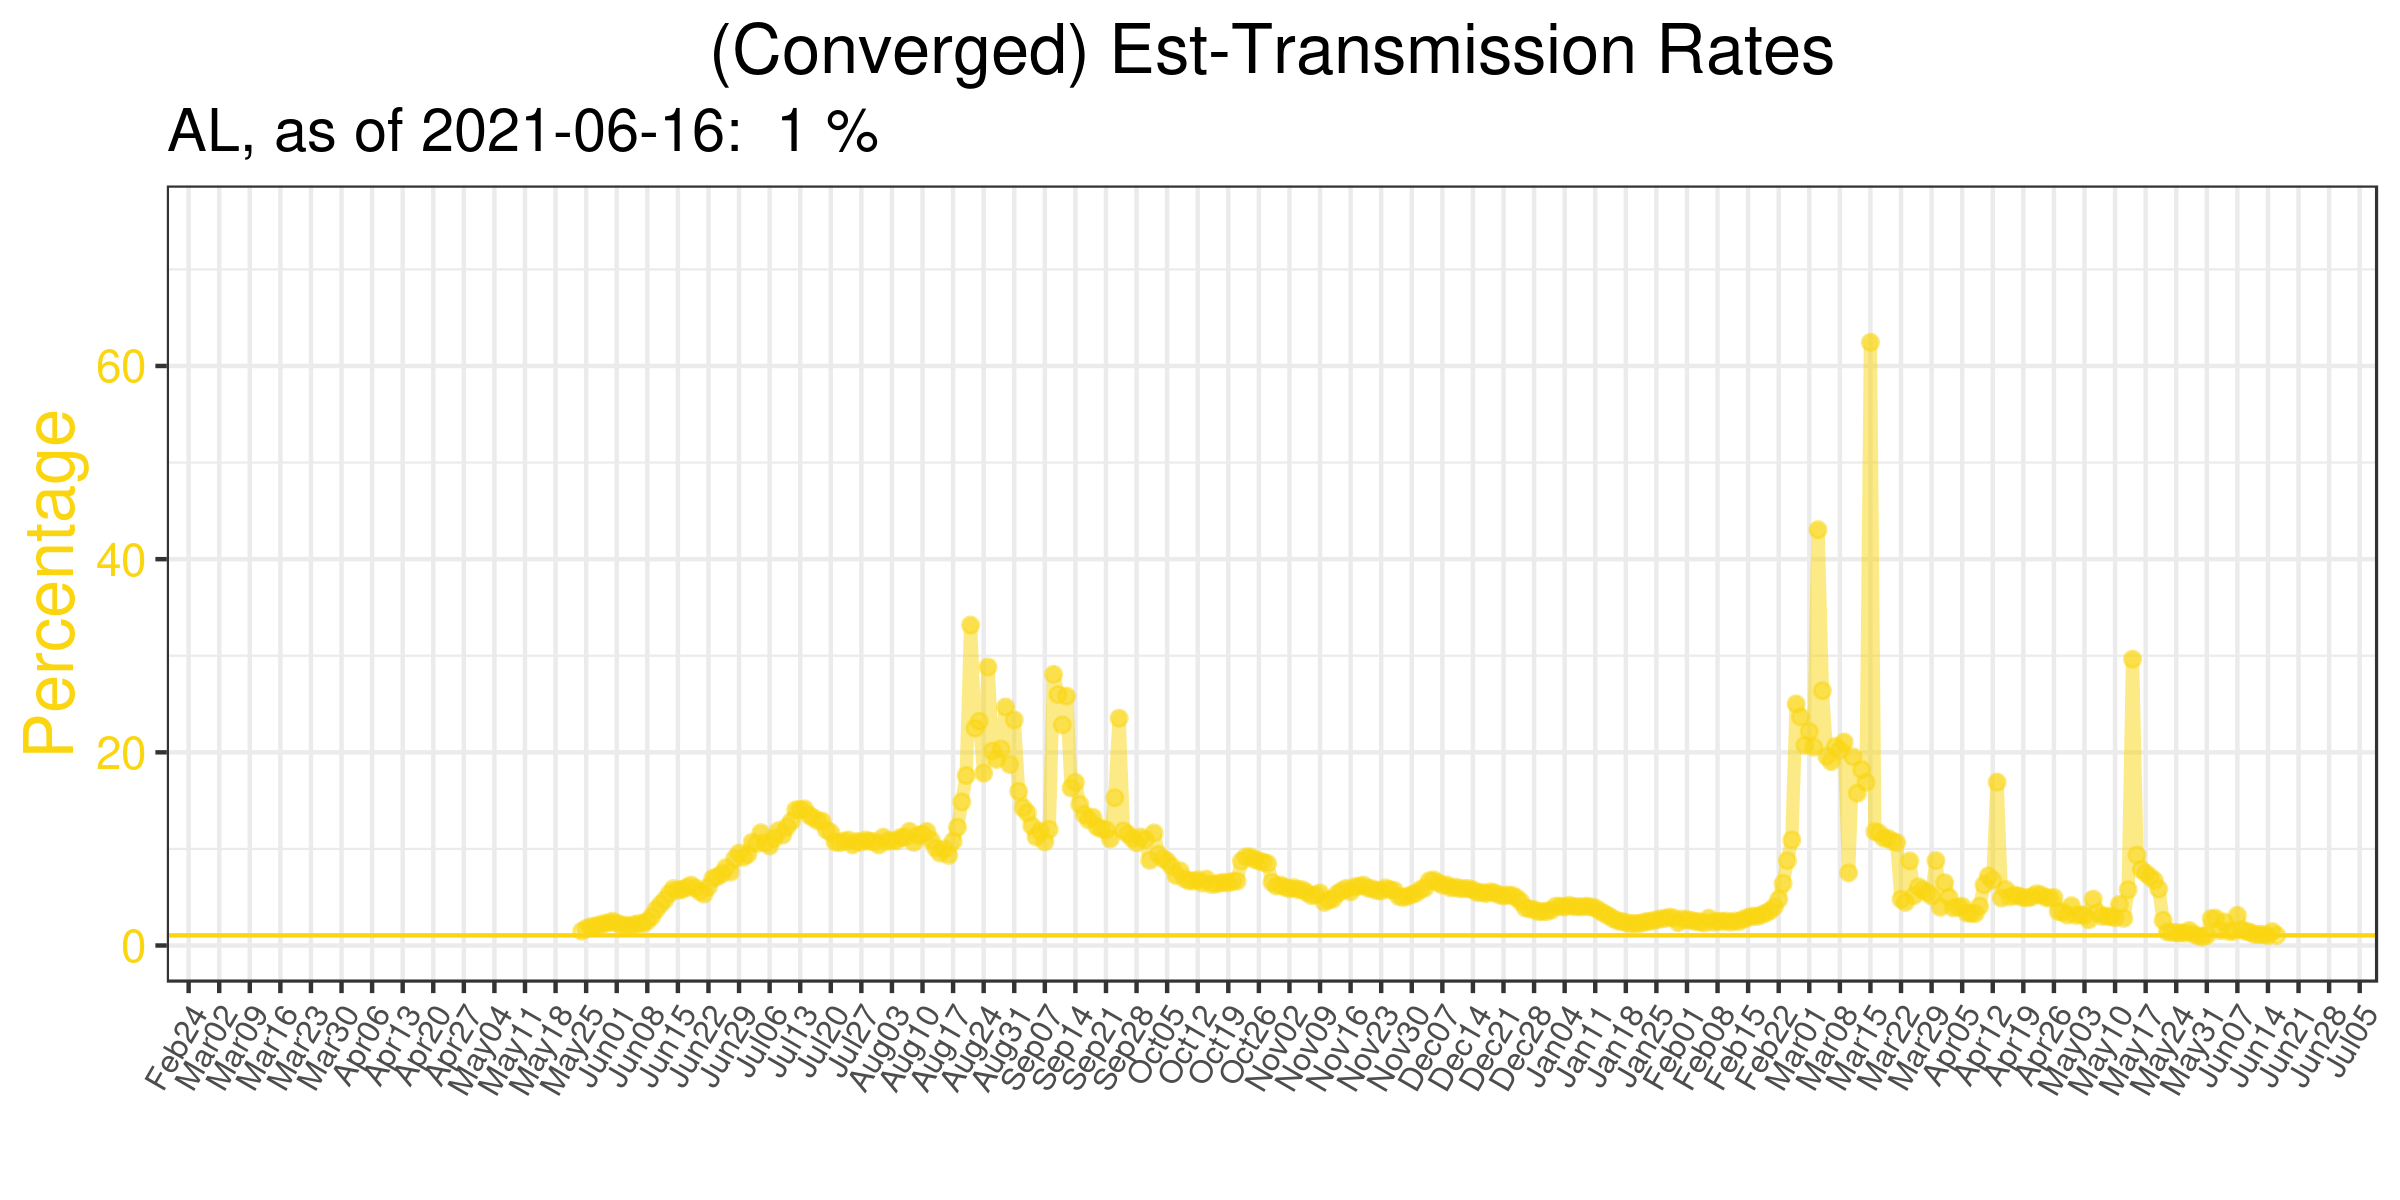 (Converged) Est-Transmission Rates
AL, as of 2021-06-16:  1 %
Percentage
60
40
20
0
Feb24
Mar02
Mar09
Mar16
Mar23
Mar30
Apr06
Apr13
Apr20
Apr27
May04
May11
May18
May25
Jun01
Jun08
Jun15
Jun22
Jun29
Jul06
Jul13
Jul20
Jul27
Aug03
Aug10
Aug17
Aug24
Aug31
Sep07
Sep14
Sep21
Sep28
Oct05
Oct12
Oct19
Oct26
Nov02
Nov09
Nov16
Nov23
Nov30
Dec07
Dec14
Dec21
Dec28
Jan04
Jan11
Jan18
Jan25
Feb01
Feb08
Feb15
Feb22
Mar01
Mar08
Mar15
Mar22
Mar29
Apr05
Apr12
Apr19
Apr26
May03
May10
May17
May24
May31
Jun07
Jun14
Jun21
Jun28
Jul05